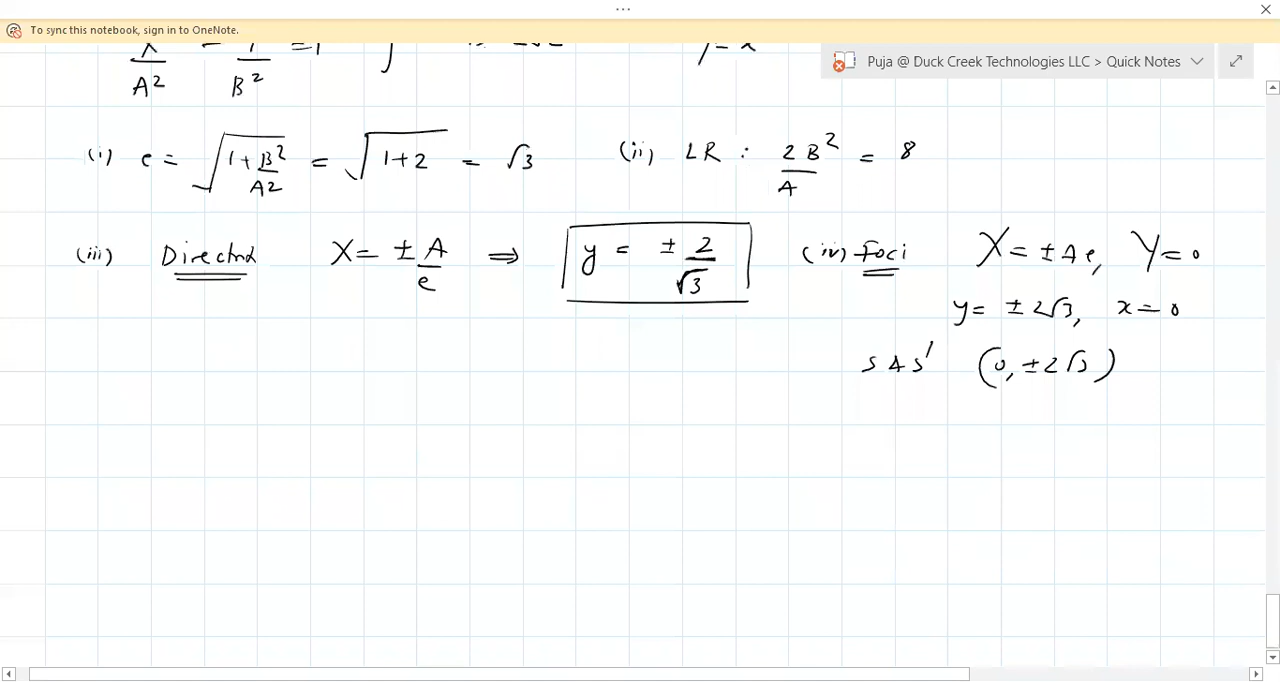 To sync this notebook, sign in to OneNote.
Puja @ Duck Creek Technologies LLC > Quick Notes
A² B² = 1
(i) e = √(1+B²/A²) = √(1+2) = √3 (ii) LR : 2B²/A = 8
(iii) X = ± A/e ⇒ y = ± 2/√3 (iv) foci X = ± Ae, Y = 0
y = ± 2√3, x = 0
(0, ± 2√3)